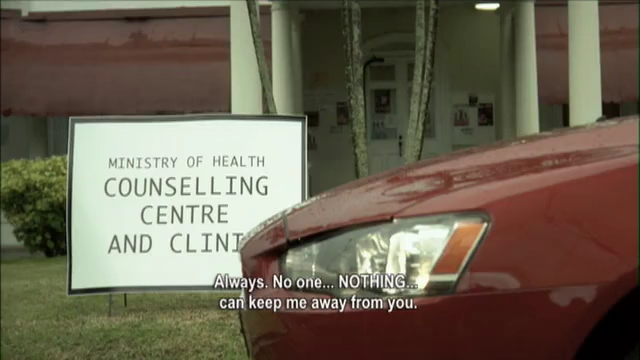 MINISTRY OF HEALTH
COUNSELLING
CENTRE
AND CLINI
Always. No one... NOTHING...
can keep me away from you.